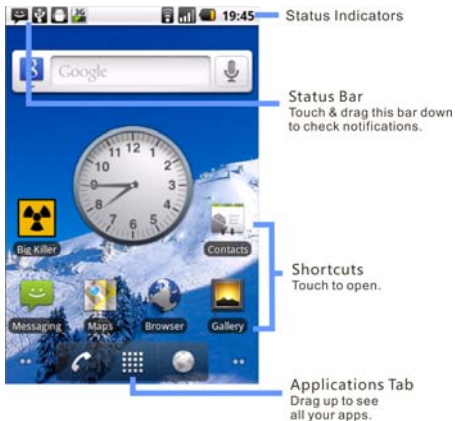 3G
19:45
Status Indicators
8 Google
Status Bar
Touch & drag this bar down
to check notifications.
12
11 1
10 2
9 3
8 4
7 5
6
Big Killer
Contacts
Shortcuts
Touch to open.
Messaging Maps Browser Gallery
Applications Tab
Drag up to see
all your apps.